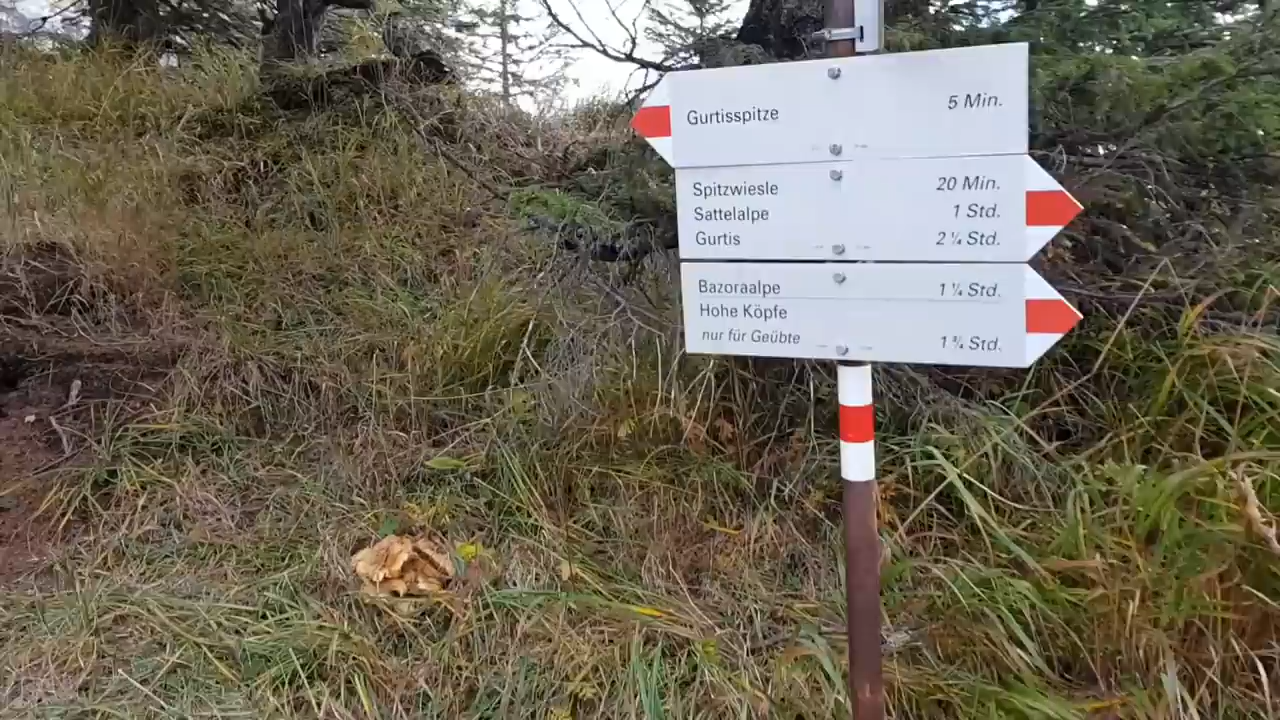 Gurtisspitze 5 Min.
Spitzwiesle 20 Min.
Sattelalpe 1 Std.
Gurtis 2 ¼ Std.
Bazoraalpe 1 ¼ Std.
Hohe Köpfe
nur für Geübte 1 ¾ Std.